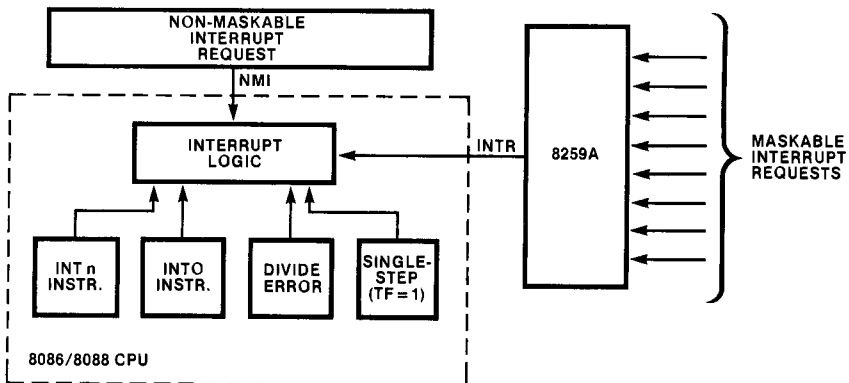 NON-MASKABLE
INTERRUPT
REQUEST
NMI
INTERRUPT
LOGIC
INTR
8259A
MASKABLE
INTERRUPT
REQUESTS
INT n
INSTR.
INTO
INSTR.
DIVIDE
ERROR
SINGLE-
STEP
(TF = 1)
8086/8088 CPU